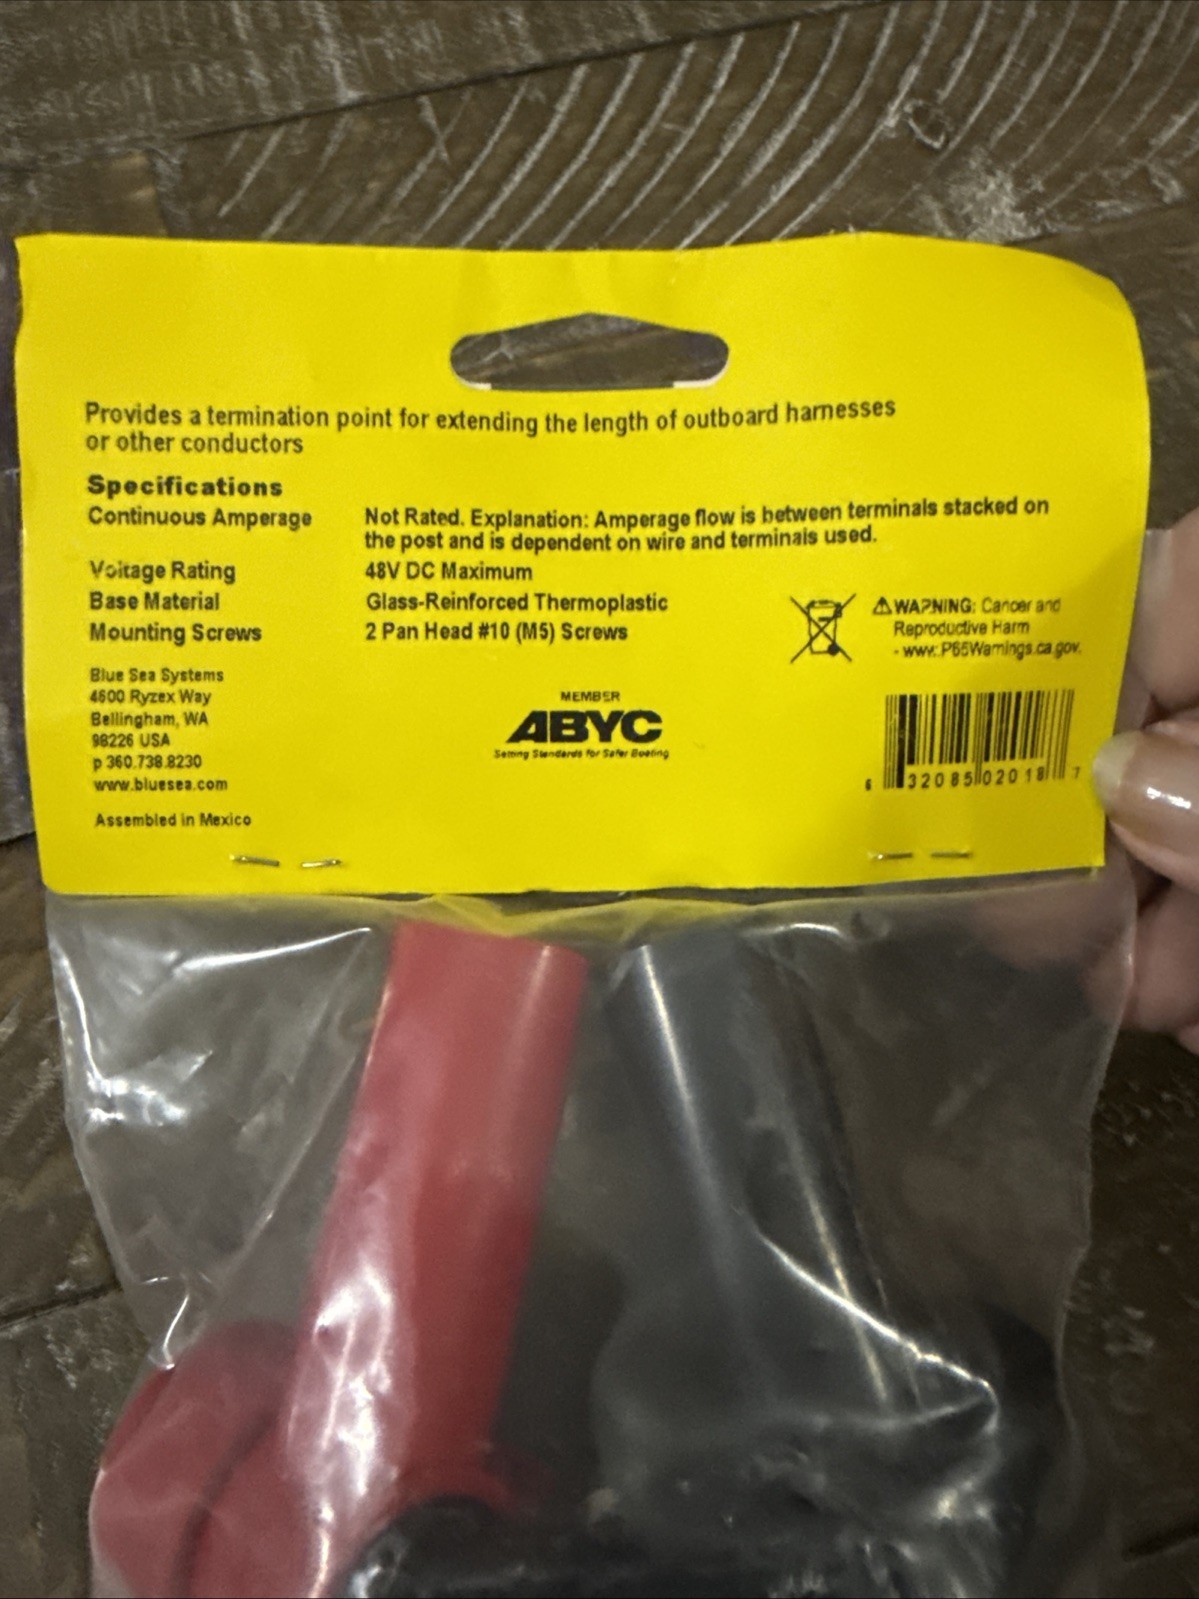 Provides a termination point for extending the length of outboard harnesses
or other conductors
Specifications
Continuous Amperage Not Rated. Explanation: Amperage flow is between terminals stacked on
the post and is dependent on wire and terminals used.
Voltage Rating 48V DC Maximum
Base Material Glass-Reinforced Thermoplastic
Mounting Screws 2 Pan Head #10 (M5) Screws
⚠WARNING: Cancer and
Reproductive Harm
- www.P65Warnings.ca.gov.
Blue Sea Systems
4600 Ryzex Way
Bellingham, WA
98226 USA
p 360.738.8230
www.bluesea.com
Assembled in Mexico
MEMBER
ABYC
Setting Standards for Safer Boating
6 32085 02018 7